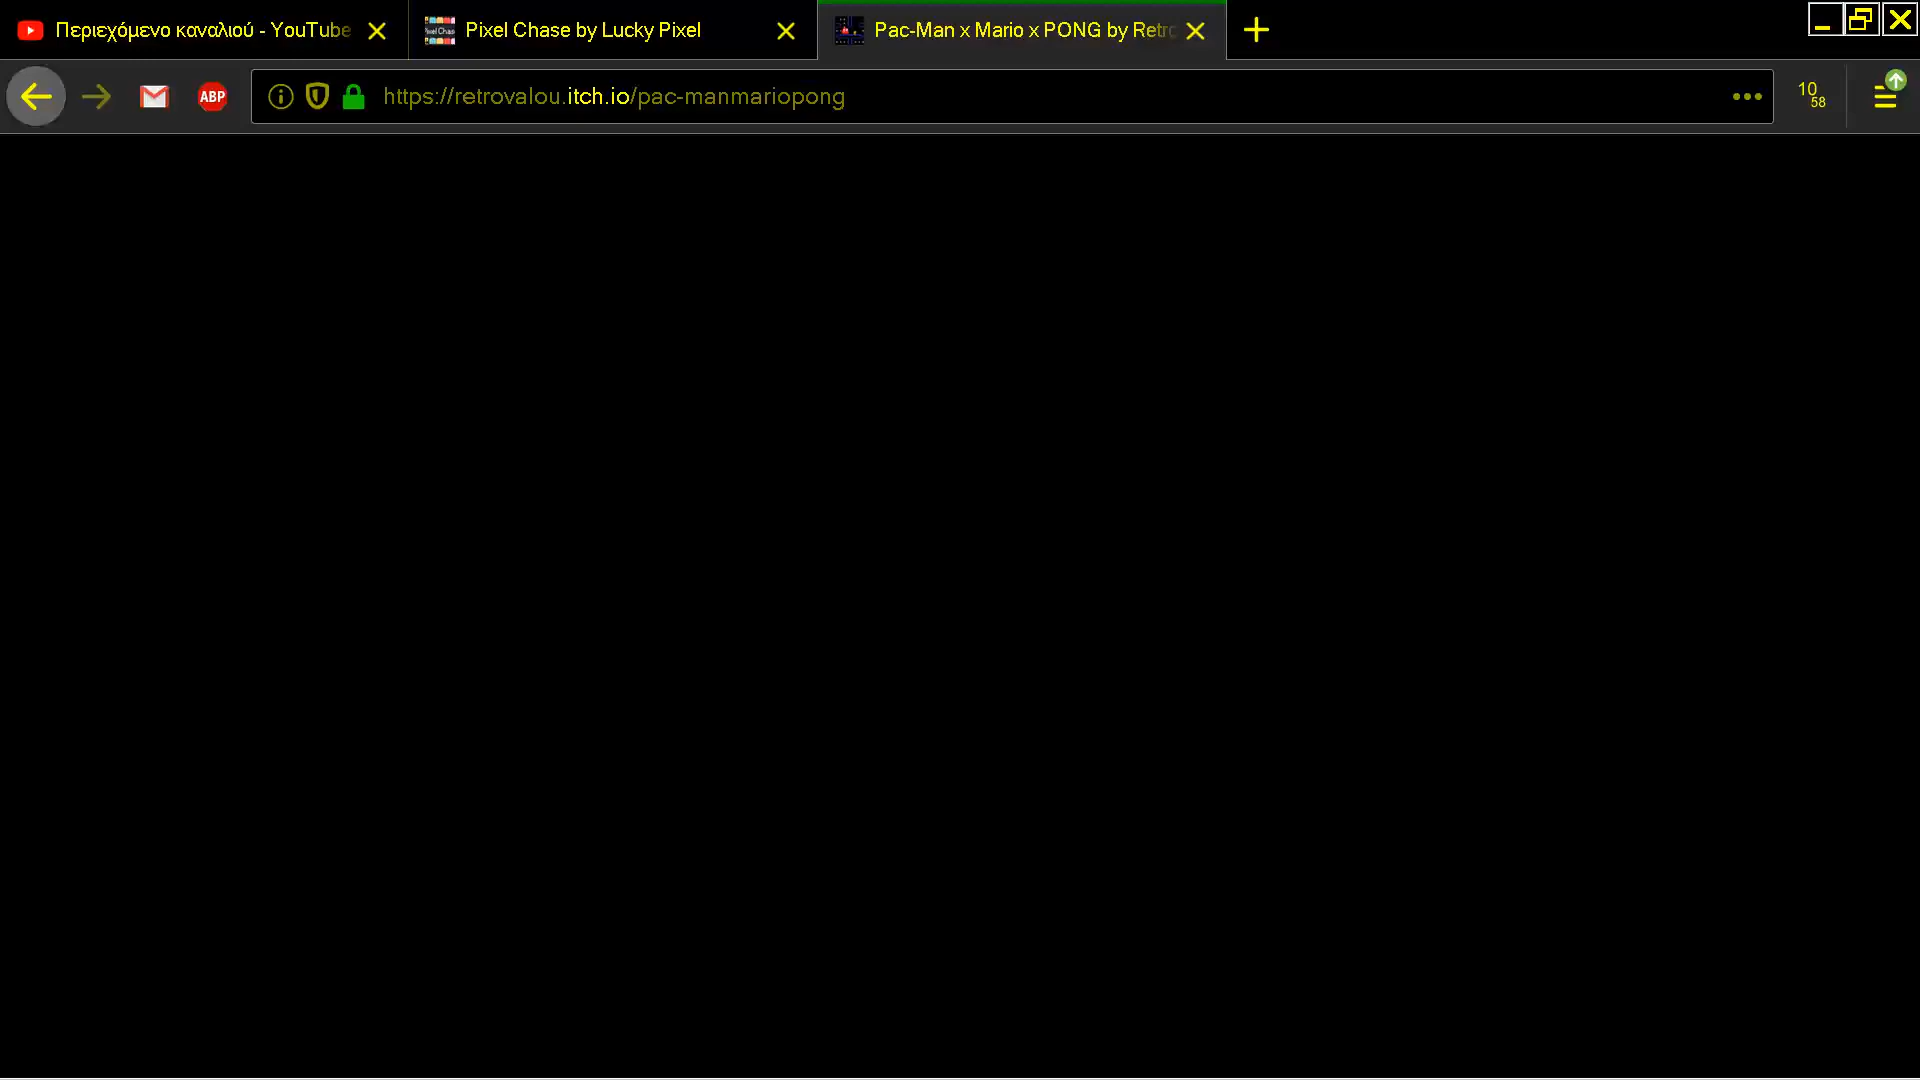 Περιεχόμενο καναλιού - YouTube
Pixel Chase by Lucky Pixel
Pac-Man x Mario x PONG by Retro
ABP
https://retrovalou.itch.io/pac-manmariopong
10
58